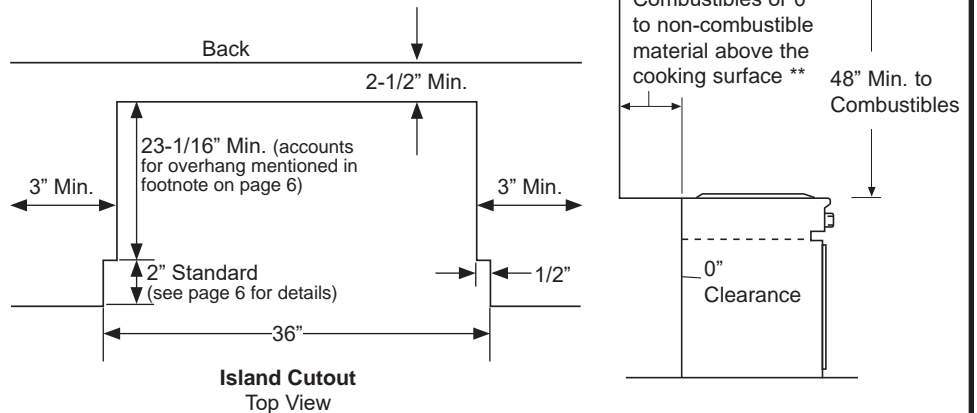 Back
2-1/2” Min.
23-1/16” Min. (accounts
for overhang mentioned in
footnote on page 6)
3” Min.
3” Min.
2” Standard
(see page 6 for details)
1/2”
36”
Island Cutout
Top View
Combustibles or 0”
to non-combustible
material above the
cooking surface **
48” Min. to
Combustibles
0”
Clearance